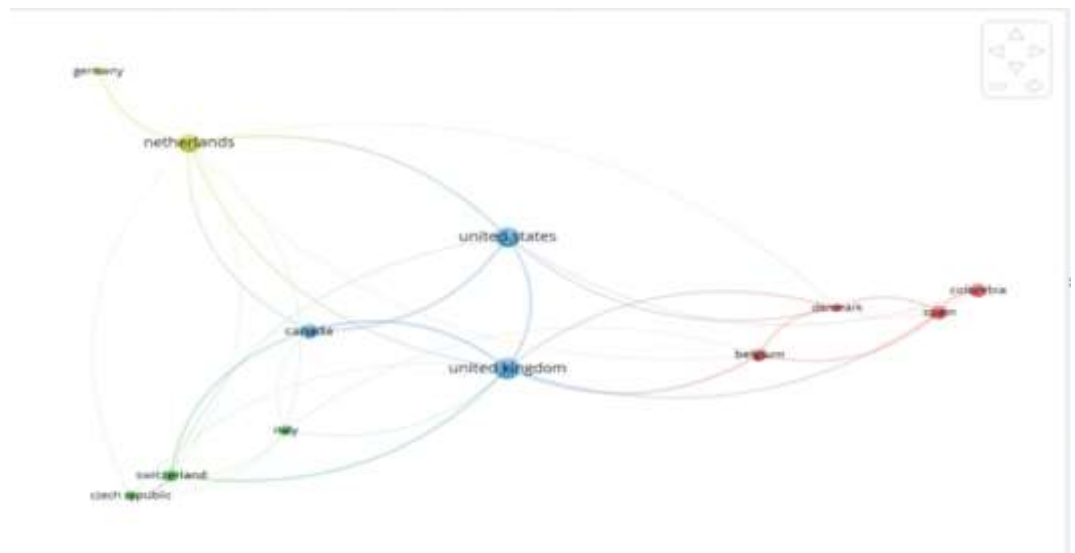 germany
netherlands
united states
colombia
denmark
spain
canada
belgium
united kingdom
italy
switzerland
czech republic